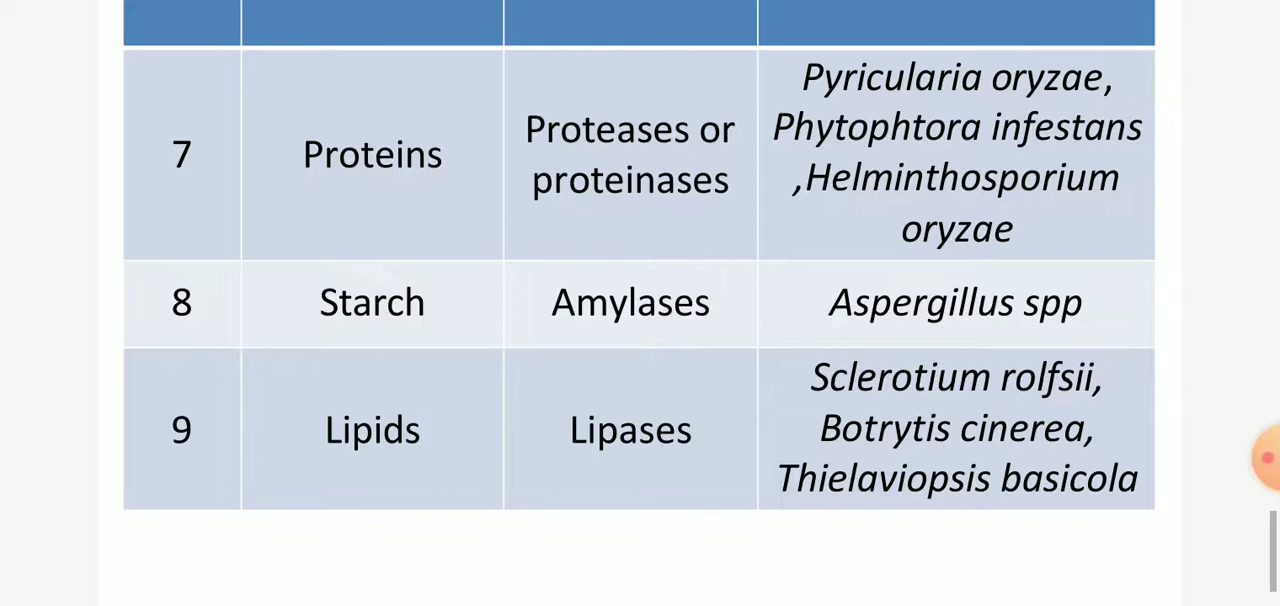 7
Proteins
Proteases or
proteinases
Pyricularia oryzae,
Phytophtora infestans
,Helminthosporium
oryzae
8
Starch
Amylases
Aspergillus spp
9
Lipids
Lipases
Sclerotium rolfsii,
Botrytis cinerea,
Thielaviopsis basicola